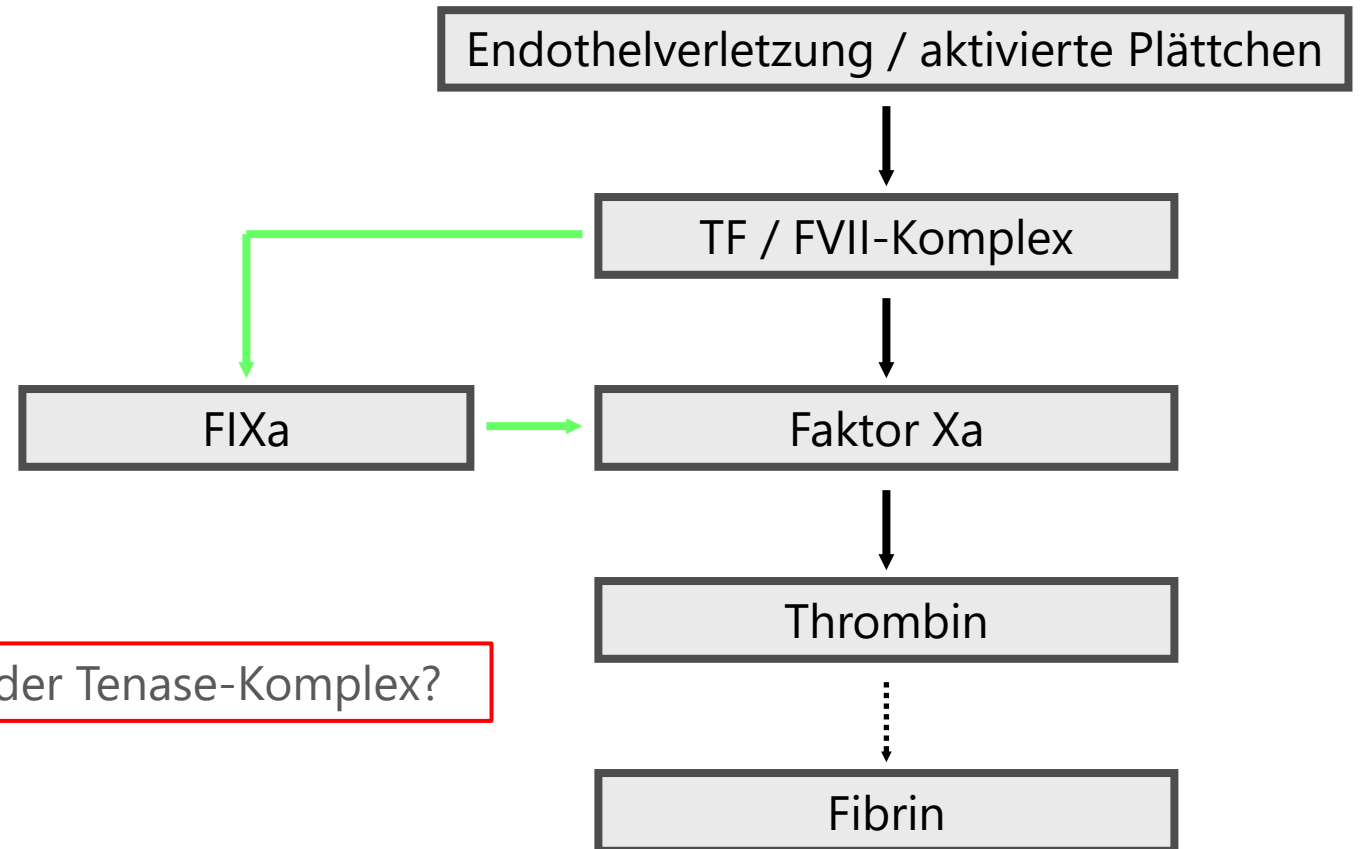 Endothelverletzung / aktivierte Plättchen
TF / FVII-Komplex
FIXa
Faktor Xa
Thrombin
der Tenase-Komplex?
Fibrin